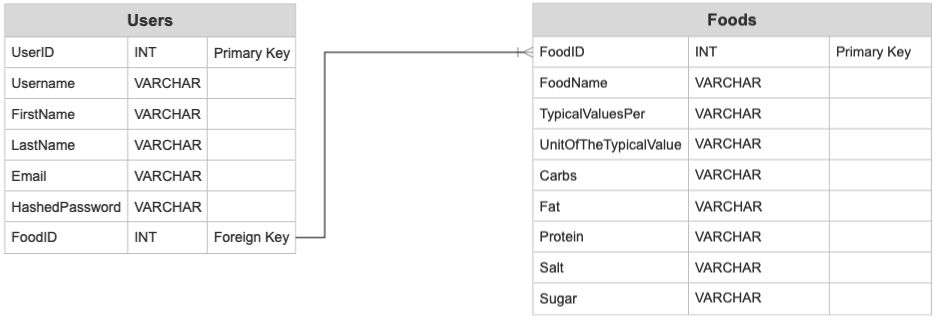 Users
UserID INT Primary Key
Username VARCHAR
FirstName VARCHAR
LastName VARCHAR
Email VARCHAR
HashedPassword VARCHAR
FoodID INT Foreign Key
Foods
FoodID INT Primary Key
FoodName VARCHAR
TypicalValuesPer VARCHAR
UnitOfTheTypicalValue VARCHAR
Carbs VARCHAR
Fat VARCHAR
Protein VARCHAR
Salt VARCHAR
Sugar VARCHAR